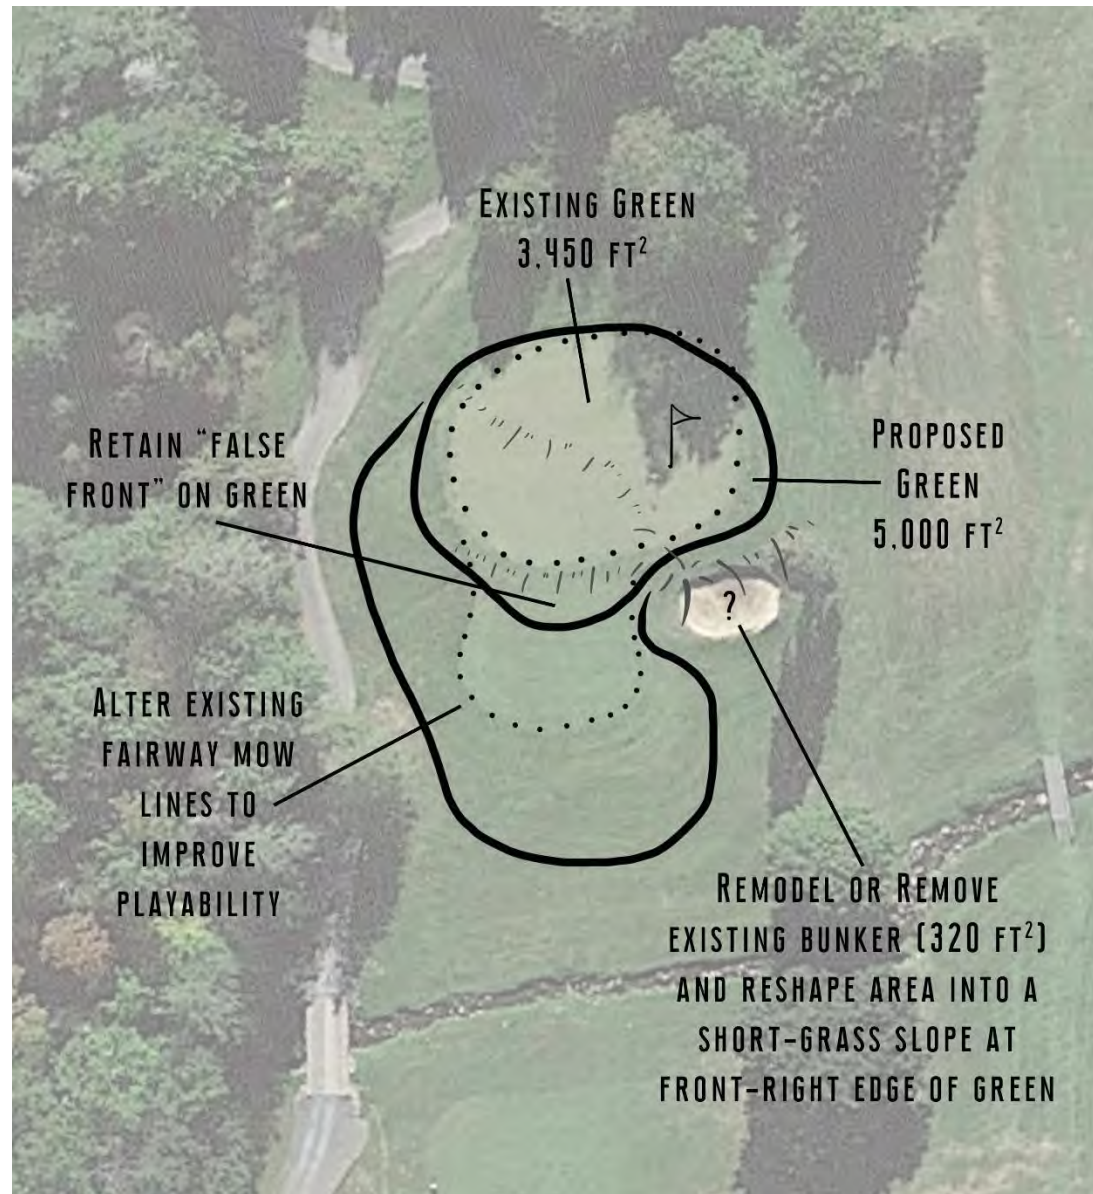 EXISTING GREEN
3,450 FT²
RETAIN “FALSE
FRONT” ON GREEN
PROPOSED
GREEN
5,000 FT²
?
ALTER EXISTING
FAIRWAY MOW
LINES TO
IMPROVE
PLAYABILITY
REMODEL OR REMOVE
EXISTING BUNKER (320 FT²)
AND RESHAPE AREA INTO A
SHORT-GRASS SLOPE AT
FRONT-RIGHT EDGE OF GREEN